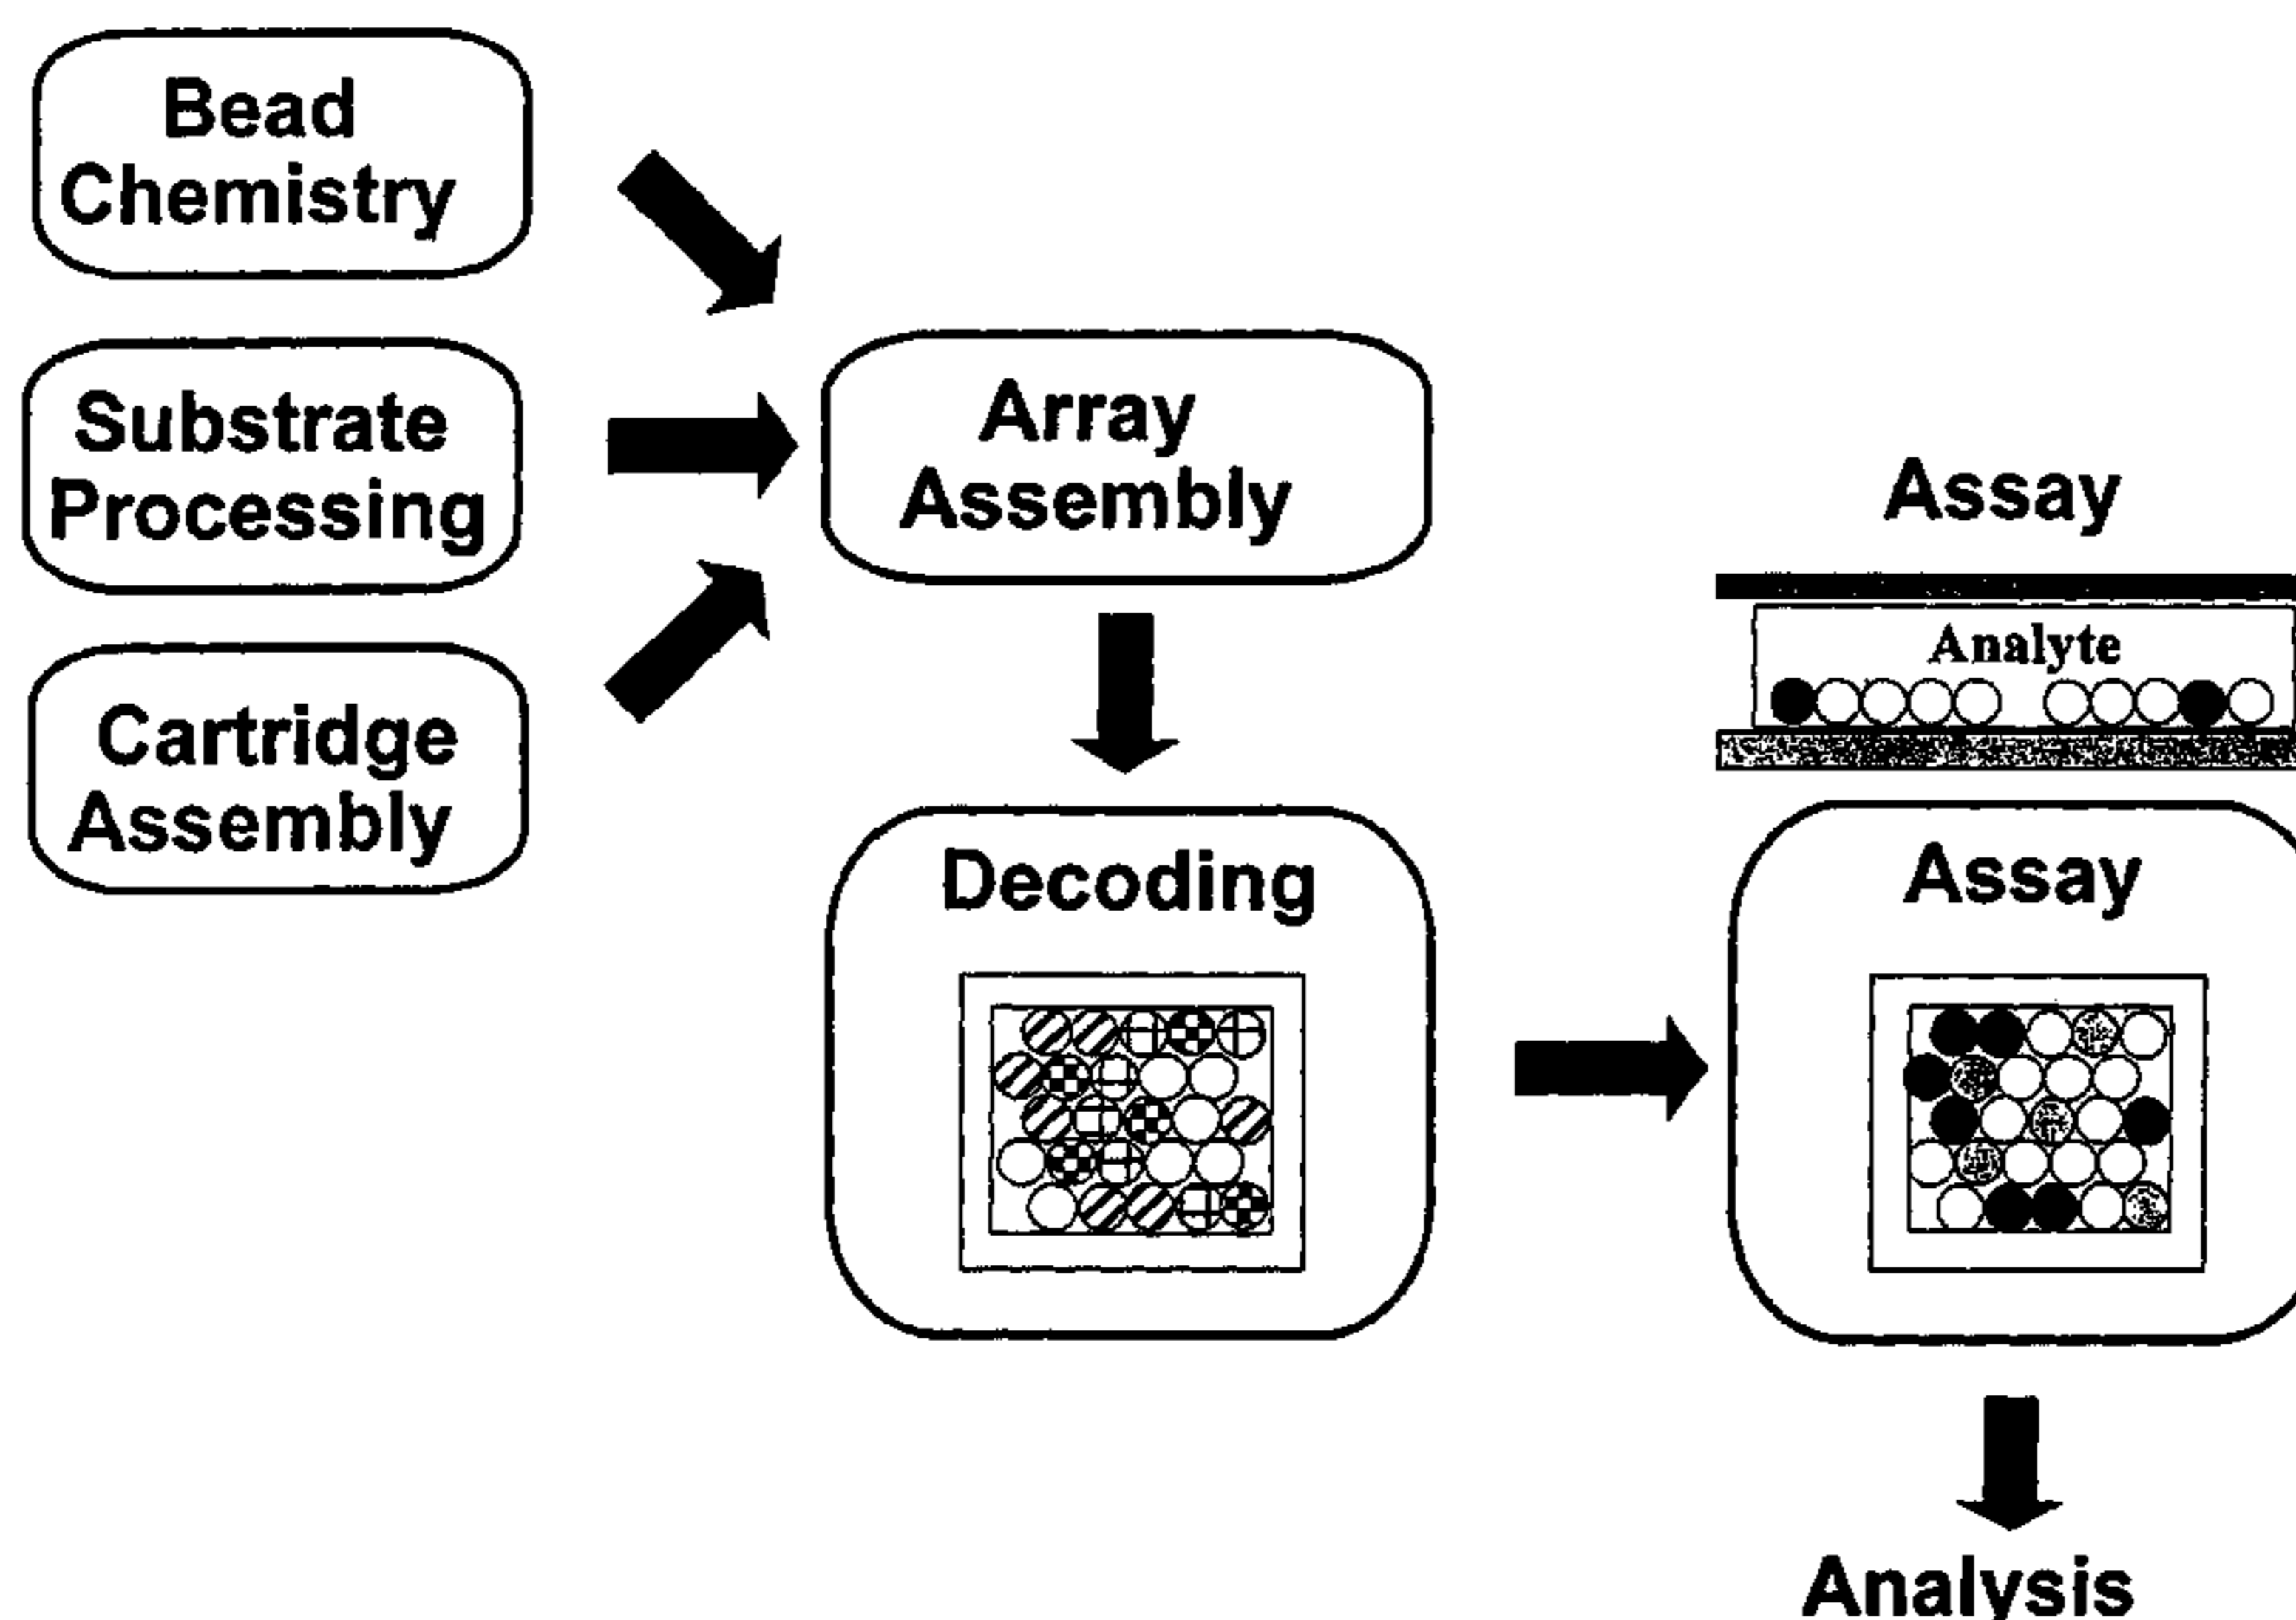 Bead
Chemistry
Substrate
Processing
Cartridge
Assembly
Array
Assembly
Decoding
Assay
Analyte
Assay
Analysis